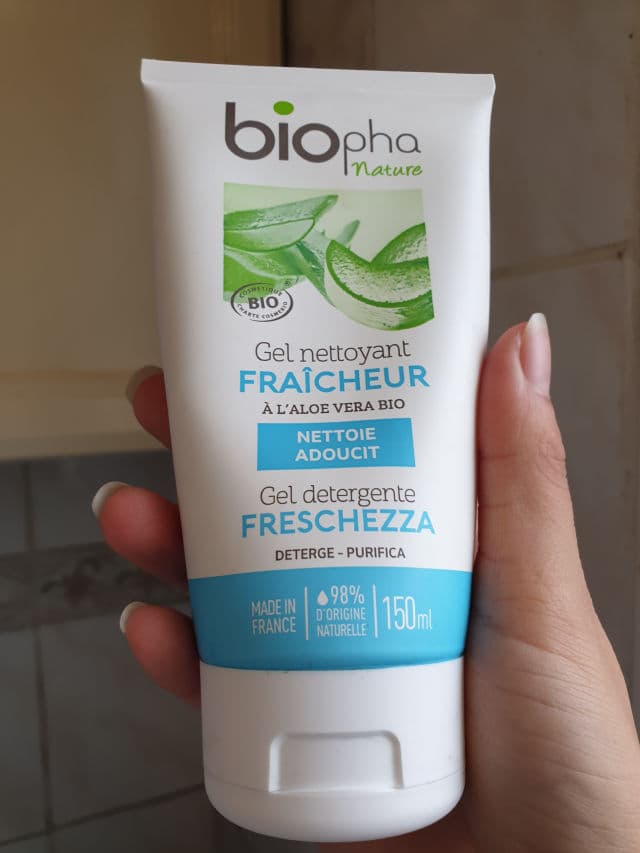 biopha
nature
COSMETIQUE
BIO
CHARTE COSMEBIO
Gel nettoyant
FRAÎCHEUR
À L'ALOE VERA BIO
NETTOIE
ADOUCIT
Gel detergente
FRESCHEZZA
DETERGE - PURIFICA
MADE IN
FRANCE
98%
D'ORIGINE
NATURELLE
150ml